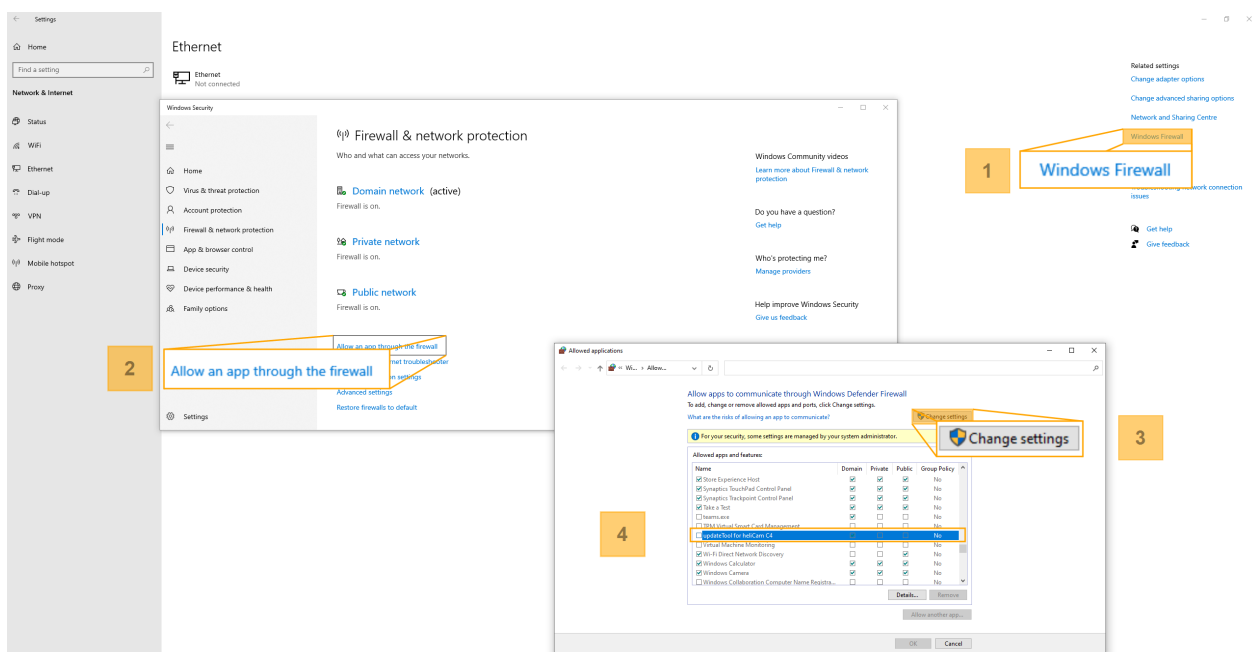 Settings
Home
Find a setting
Network & Internet
Status
WiFi
Ethernet
Dial-up
VPN
Flight mode
Mobile hotspot
Proxy
Ethernet
Ethernet
Not connected
Related settings
Change adapter options
Change advanced sharing options
Network and Sharing Centre
Windows Firewall
1
Windows Firewall
Troubleshooting network connection
issues
Get help
Give feedback
Windows Security
Home
Virus & threat protection
Account protection
Firewall & network protection
App & browser control
Device security
Device performance & health
Family options
Settings
Firewall & network protection
Who and what can access your networks.
Domain network (active)
Firewall is on.
Private network
Firewall is on.
Public network
Firewall is on.
Allow an app through the firewall
2
Allow an app through the firewall
net troubleshooter
settings
Advanced settings
Restore firewalls to default
Windows Community videos
Learn more about Firewall & network
protection
Do you have a question?
Get help
Who's protecting me?
Manage providers
Help improve Windows Security
Give us feedback
Allowed applications
« Wi... › Allow...
Allow apps to communicate through Windows Defender Firewall
To add, change or remove allowed apps and ports, click Change settings.
What are the risks of allowing an app to communicate?
Change settings
Change settings
3
For your security, some settings are managed by your system administrator.
Allowed apps and features:
Name Domain Private Public Group Policy
Store Experience Host No
Synaptics TouchPad Control Panel No
Synaptics Trackpoint Control Panel No
Take a Test No
teams.exe No
TPM Virtual Smart Card Management No
4
updateTool for heliCam C4 No
Virtual Machine Monitoring No
Wi-Fi Direct Network Discovery No
Windows Calculator No
Windows Camera No
Windows Collaboration Computer Name Registra... No
Details... Remove
Allow another app...
OK Cancel